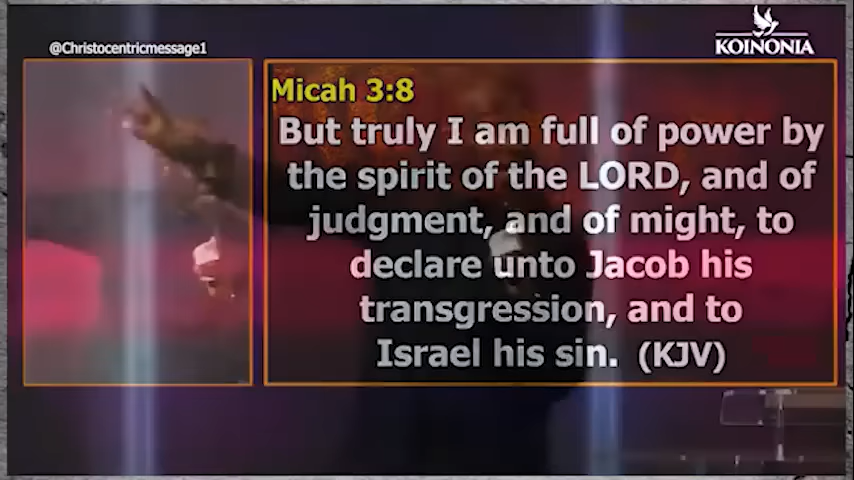 @Christocentricmessage1
KOINONIA
Micah 3:8
But truly I am full of power by
the spirit of the LORD, and of
judgment, and of might, to
declare unto Jacob his
transgression, and to
Israel his sin. (KJV)